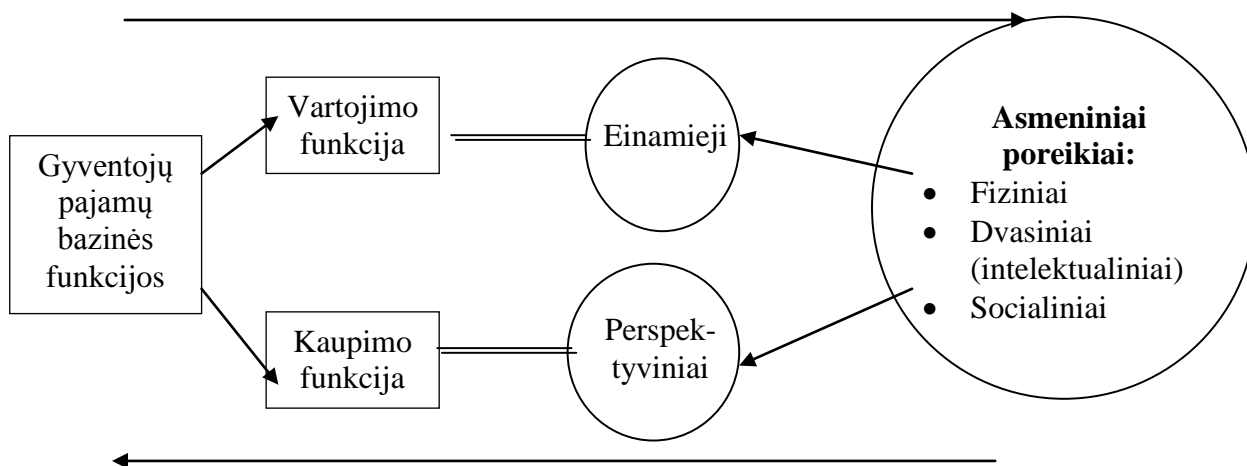 Gyventojų
pajamų
bazinės
funkcijos
Vartojimo
funkcija
Kaupimo
funkcija
Einamieji
Perspek-
tyviniai
Asmeniniai
poreikiai:
• Fiziniai
• Dvasiniai
(intelektualiniai)
• Socialiniai